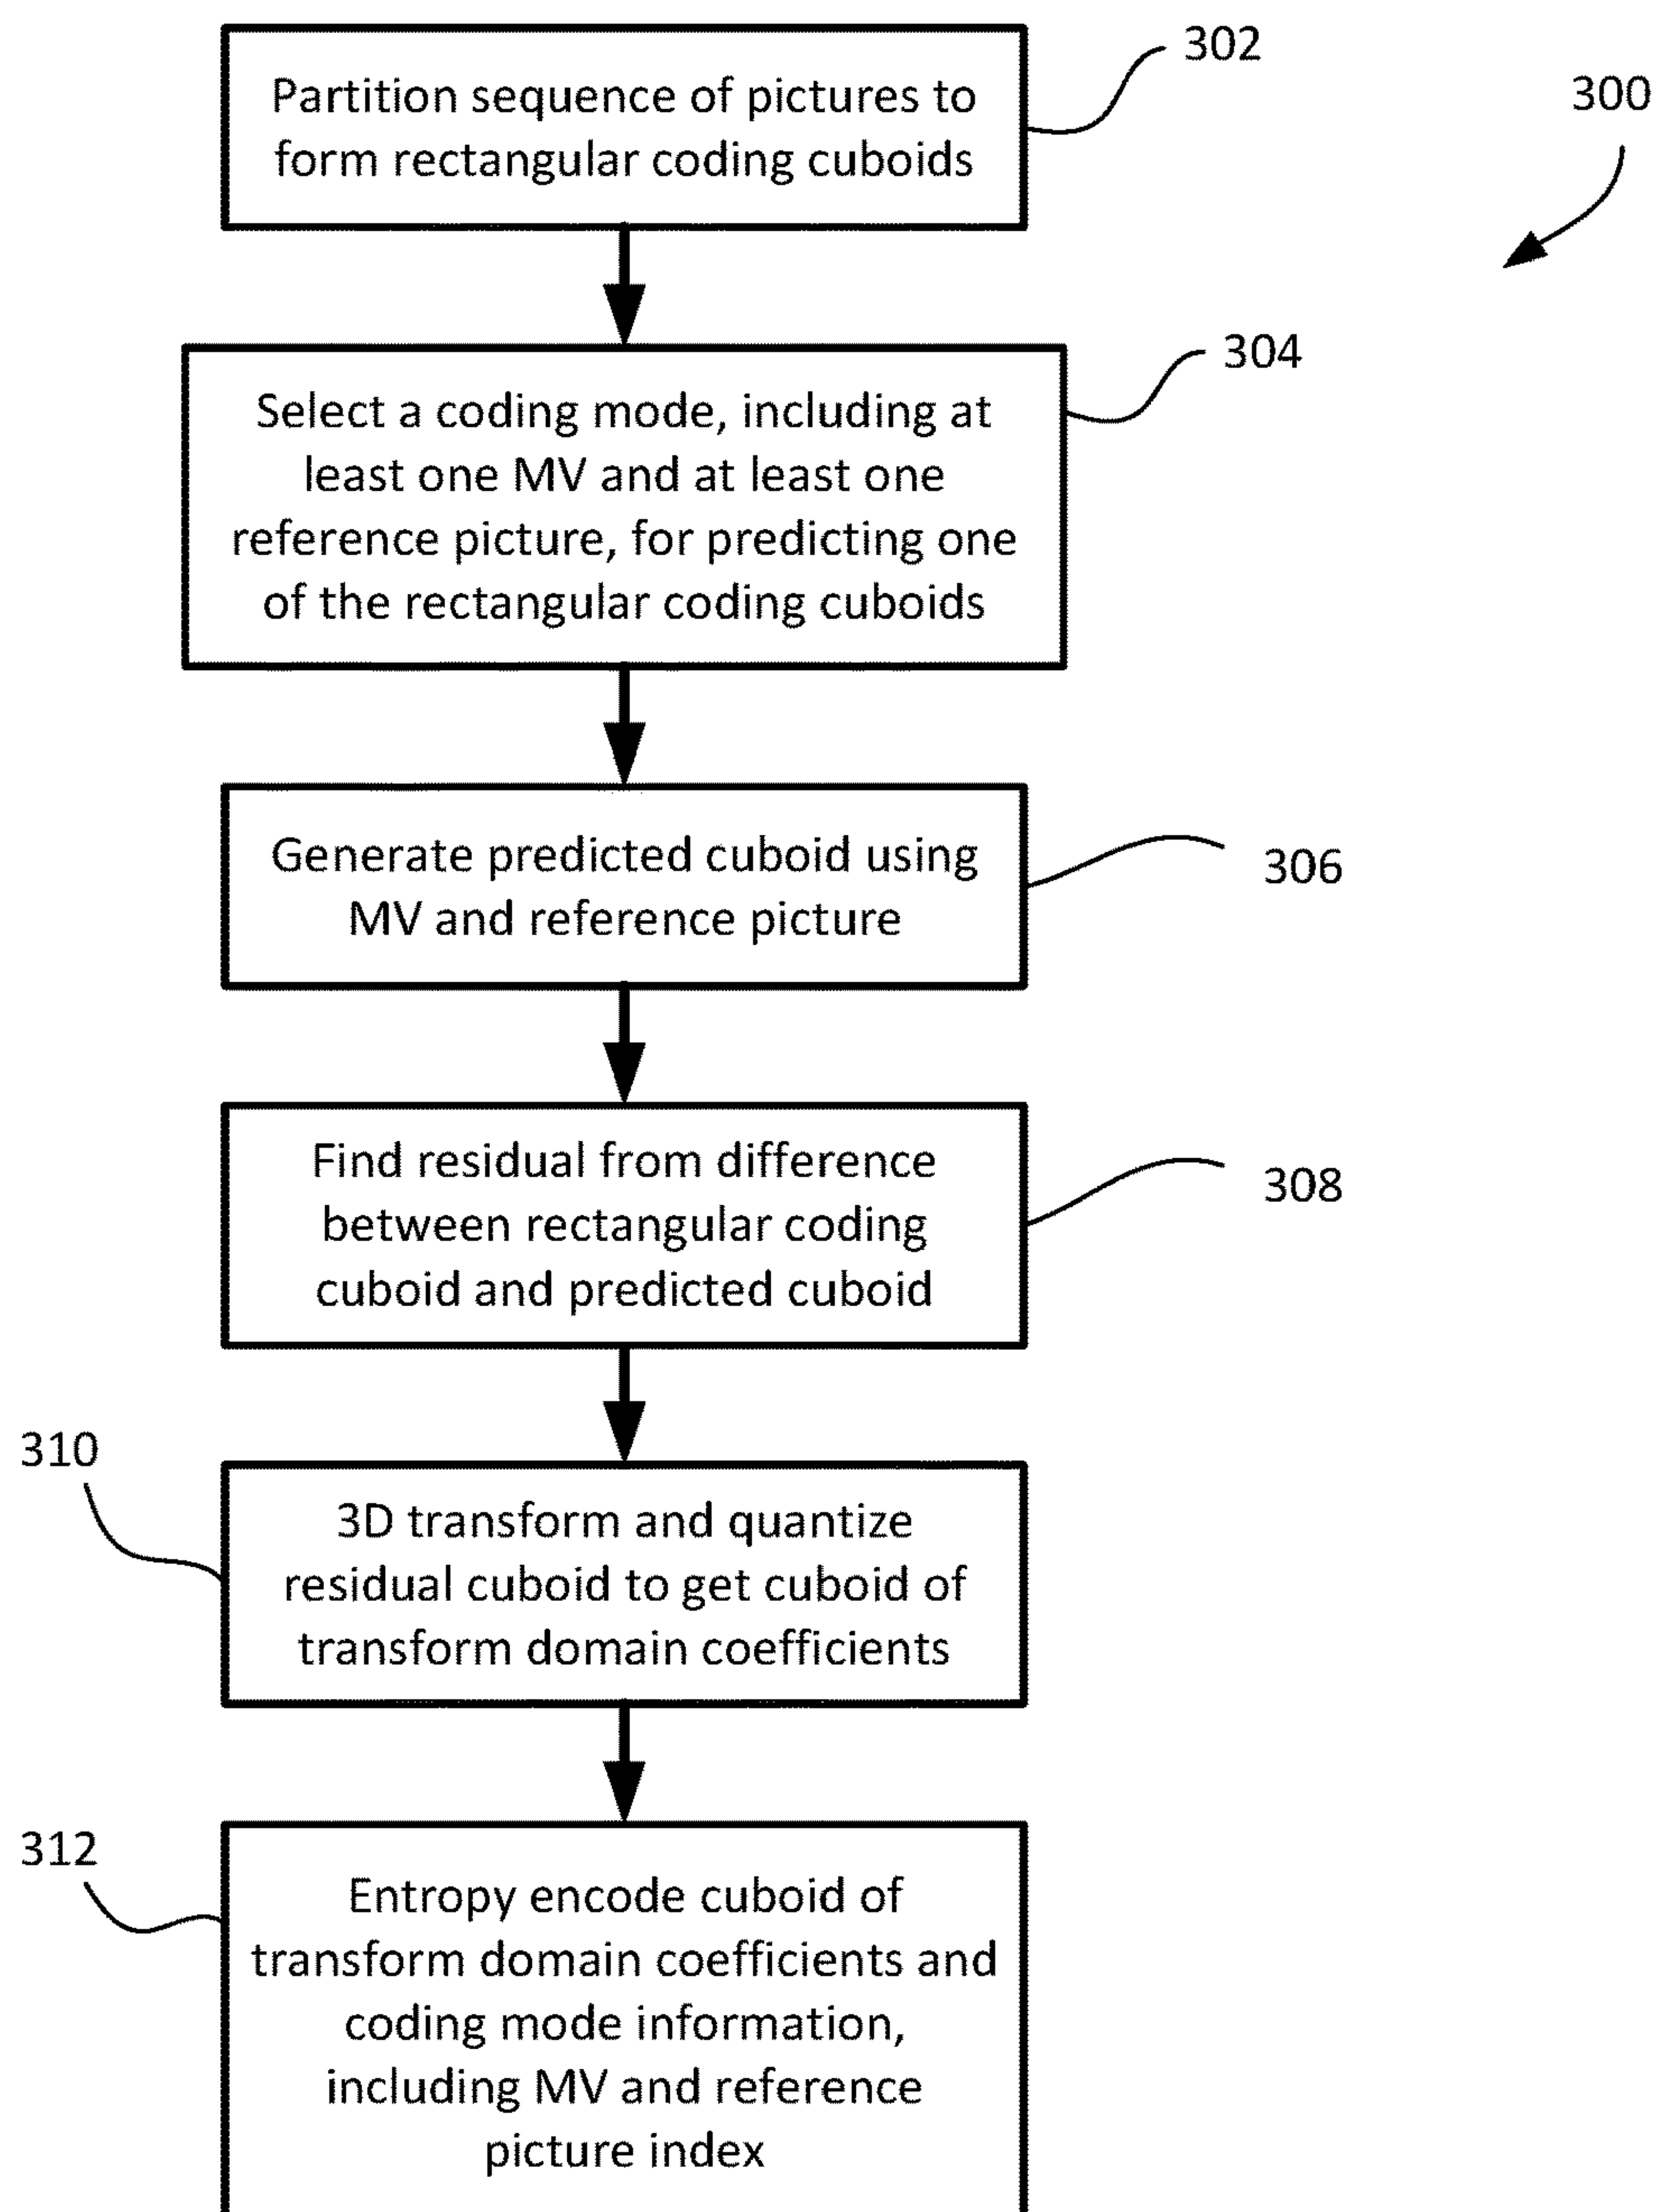 302
300
Partition sequence of pictures to
form rectangular coding cuboids
304
Select a coding mode, including at
least one MV and at least one
reference picture, for predicting one
of the rectangular coding cuboids
Generate predicted cuboid using
MV and reference picture
306
Find residual from difference
between rectangular coding
cuboid and predicted cuboid
308
310
3D transform and quantize
residual cuboid to get cuboid of
transform domain coefficients
312
Entropy encode cuboid of
transform domain coefficients and
coding mode information,
including MV and reference
picture index